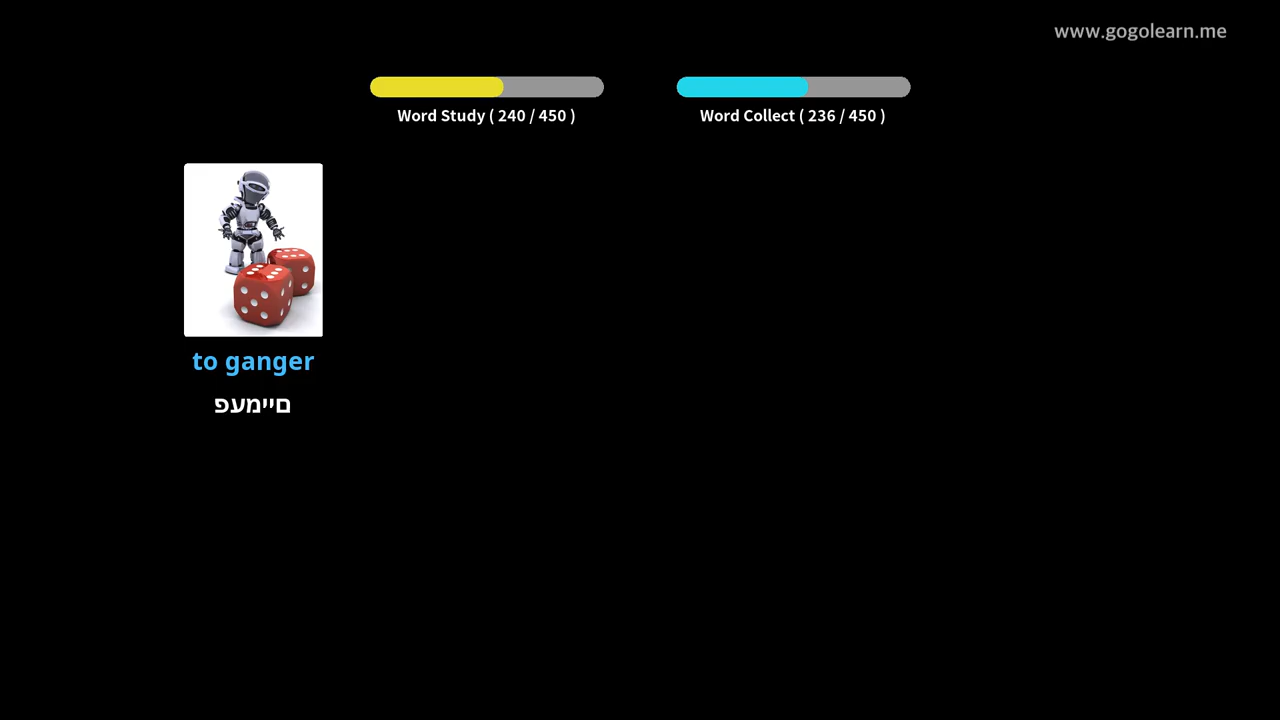 www.gogolearn.me
Word Study ( 240 / 450 )
Word Collect ( 236 / 450 )
to ganger
םיימעפ